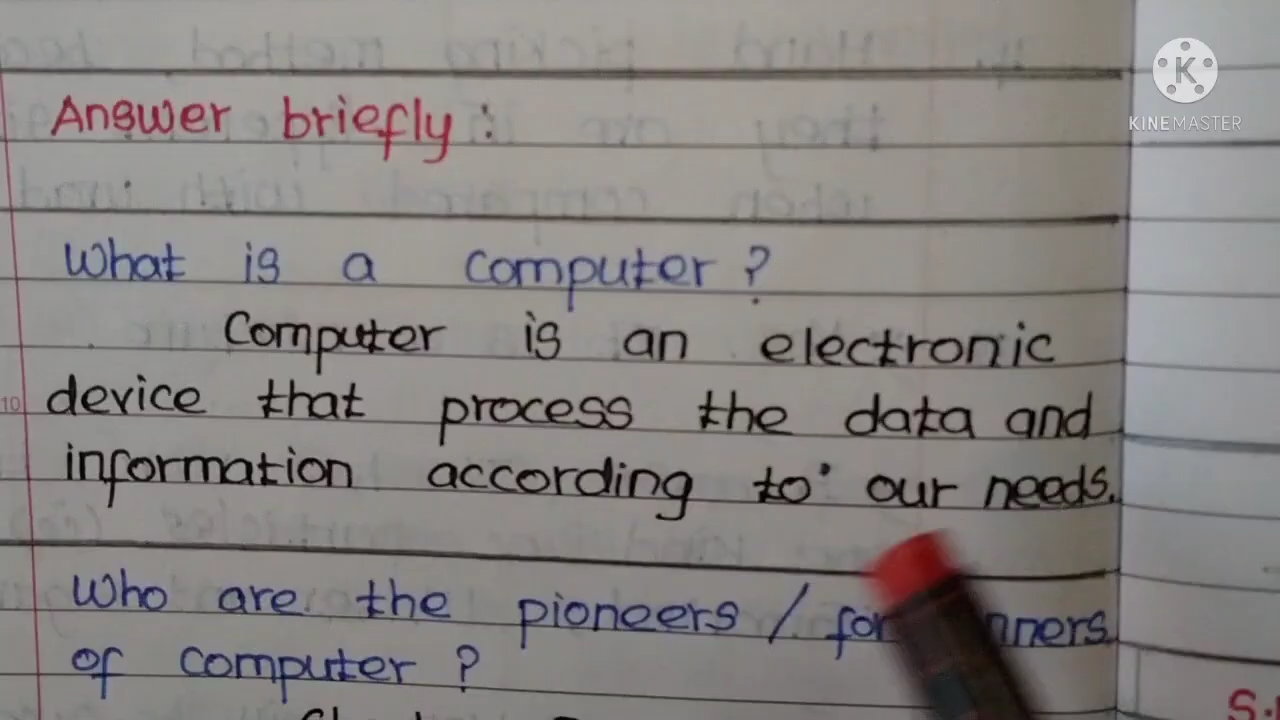 Answer briefly :
What is a computer ?
Computer is an electronic
device that process the data and
information according to our needs.
Who are the pioneers /
of computer ?
10
K
KINEMASTER